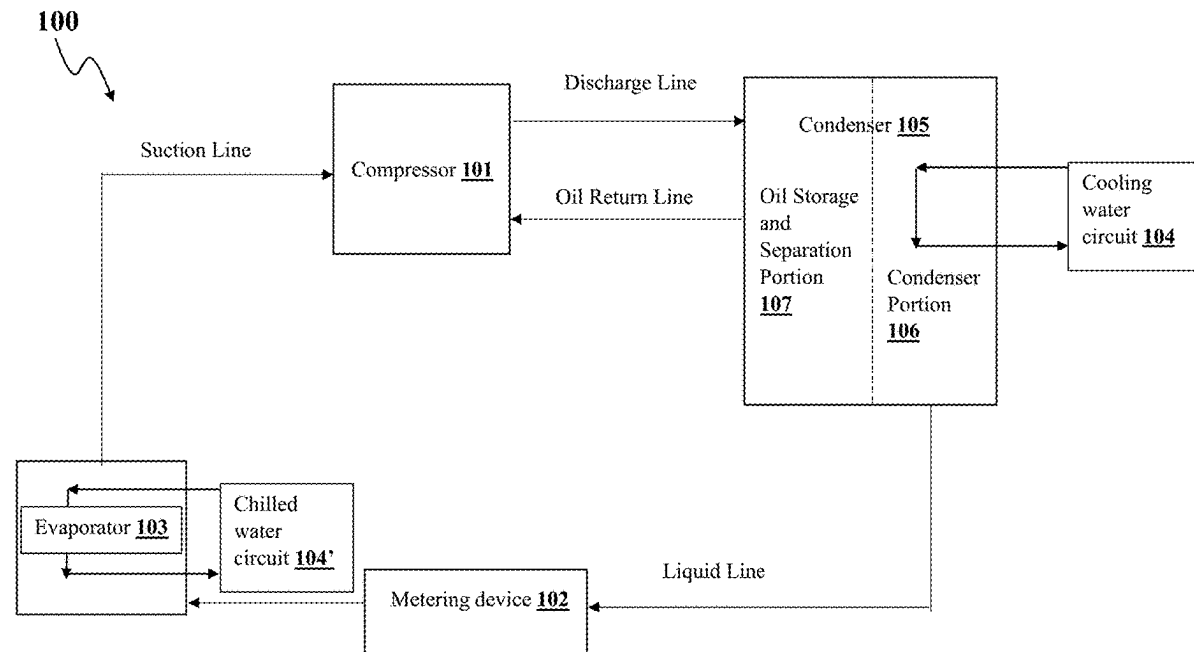 100
Discharge Line
Condenser 105
Suction Line
Compressor 101
Oil Return Line
Oil Storage
and
Separation
Portion
107
Condenser
Portion
106
Cooling
water
circuit 104
Evaporator 103
Chilled
water
circuit 104'
Metering device 102
Liquid Line